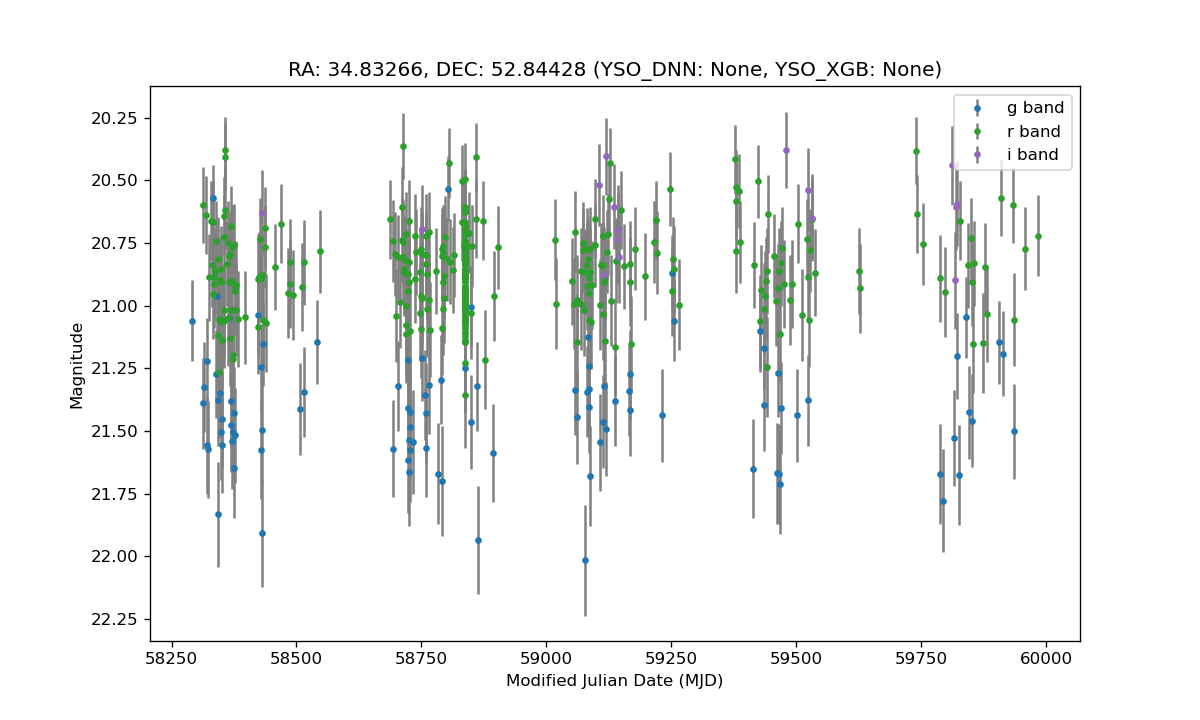 RA: 34.83266, DEC: 52.84428 (YSO_DNN: None, YSO_XGB: None)
g band
r band
i band
20.25
20.50
20.75
21.00
21.25
21.50
21.75
22.00
22.25
Magnitude
58250 58500 58750 59000 59250 59500 59750 60000
Modified Julian Date (MJD)